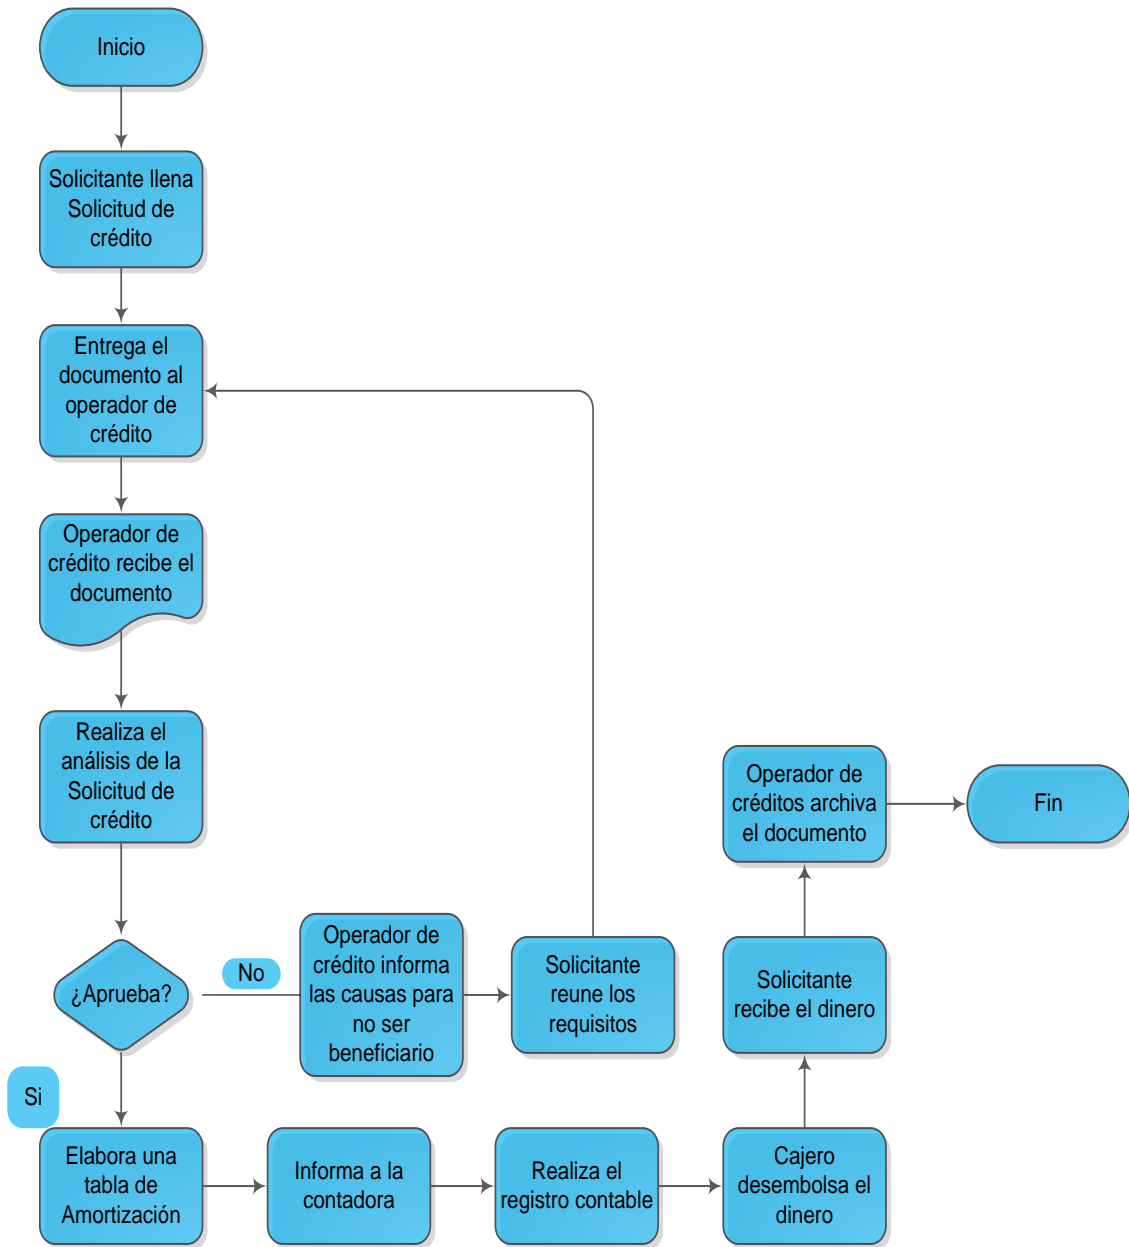 Inicio
Solicitante llena
Solicitud de
crédito
Entrega el
documento al
operador de
crédito
Operador de
crédito recibe el
documento
Realiza el
análisis de la
Solicitud de
crédito
¿Aprueba?
No
Operador de
crédito informa
las causas para
no ser
beneficiario
Solicitante
reune los
requisitos
Si
Elabora una
tabla de
Amortización
Informa a la
contadora
Realiza el
registro contable
Cajero
desembolsa el
dinero
Solicitante
recibe el dinero
Operador de
créditos archiva
el documento
Fin